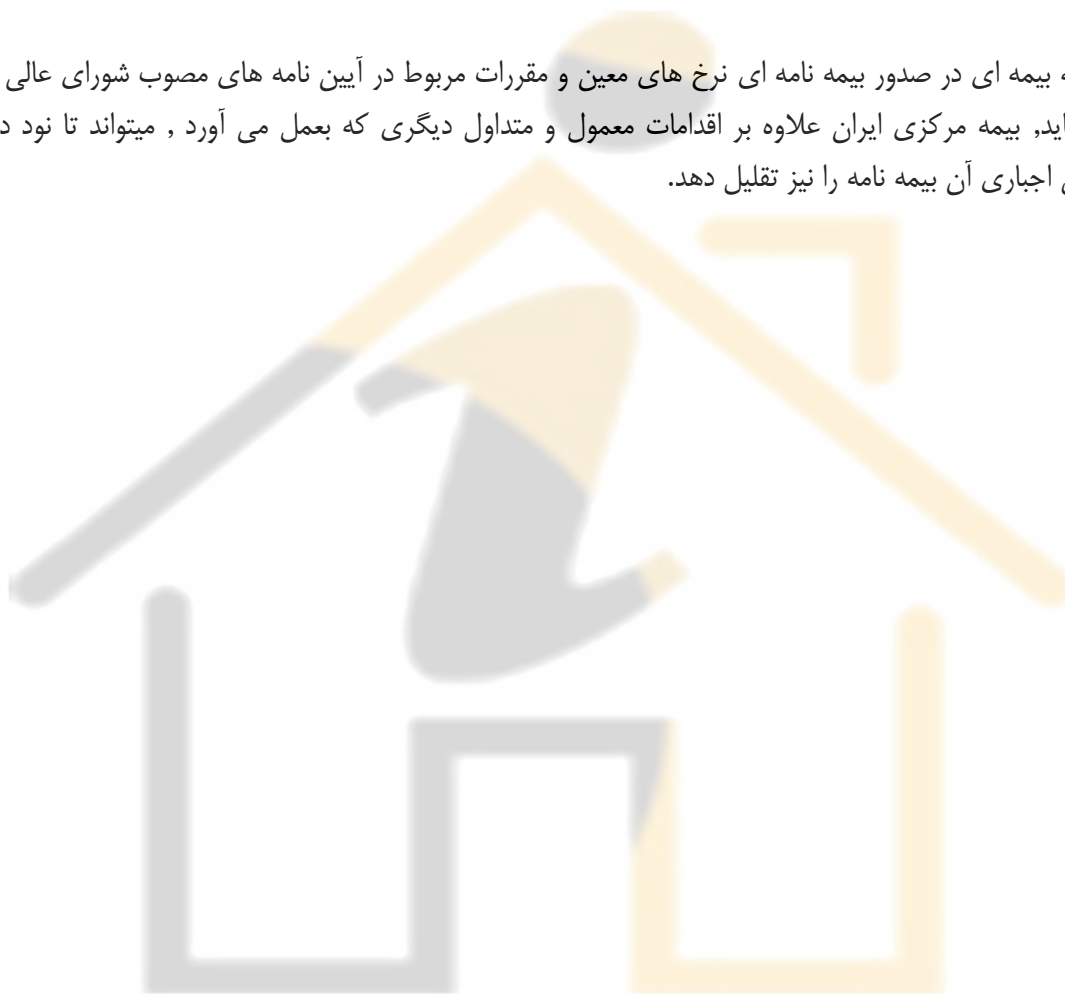 بیمه ای در صدور بیمه نامه ای نرخ های معین و مقررات مربوط در آیین نامه های مصوب شورای عالی
بیمه مرکزی ایران علاوه بر اقدامات معمول و متداول دیگری که بعمل می آورد , میتواند تا نود
اجباری آن بیمه نامه را نیز تقلیل دهد.